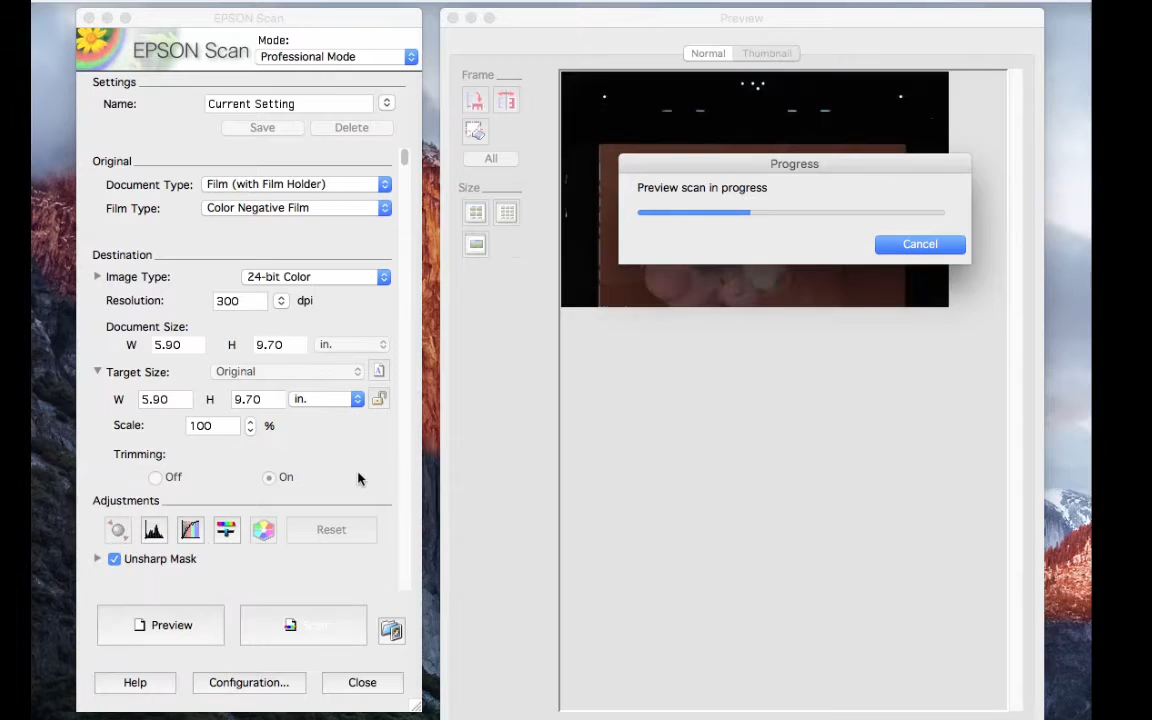 EPSON Scan
EPSON Scan
Mode:
Professional Mode
Settings
Name: Current Setting
Save Delete
Original
Document Type: Film (with Film Holder)
Film Type: Color Negative Film
Destination
Image Type: 24-bit Color
Resolution: 300 dpi
Document Size:
W 5.90 H 9.70 in.
Target Size: Original
W 5.90 H 9.70 in.
Scale: 100 %
Trimming:
Off On
Adjustments
Reset
Unsharp Mask
Preview
Help Configuration... Close
Preview
Normal Thumbnail
Frame
All
Size
Progress
Preview scan in progress
Cancel